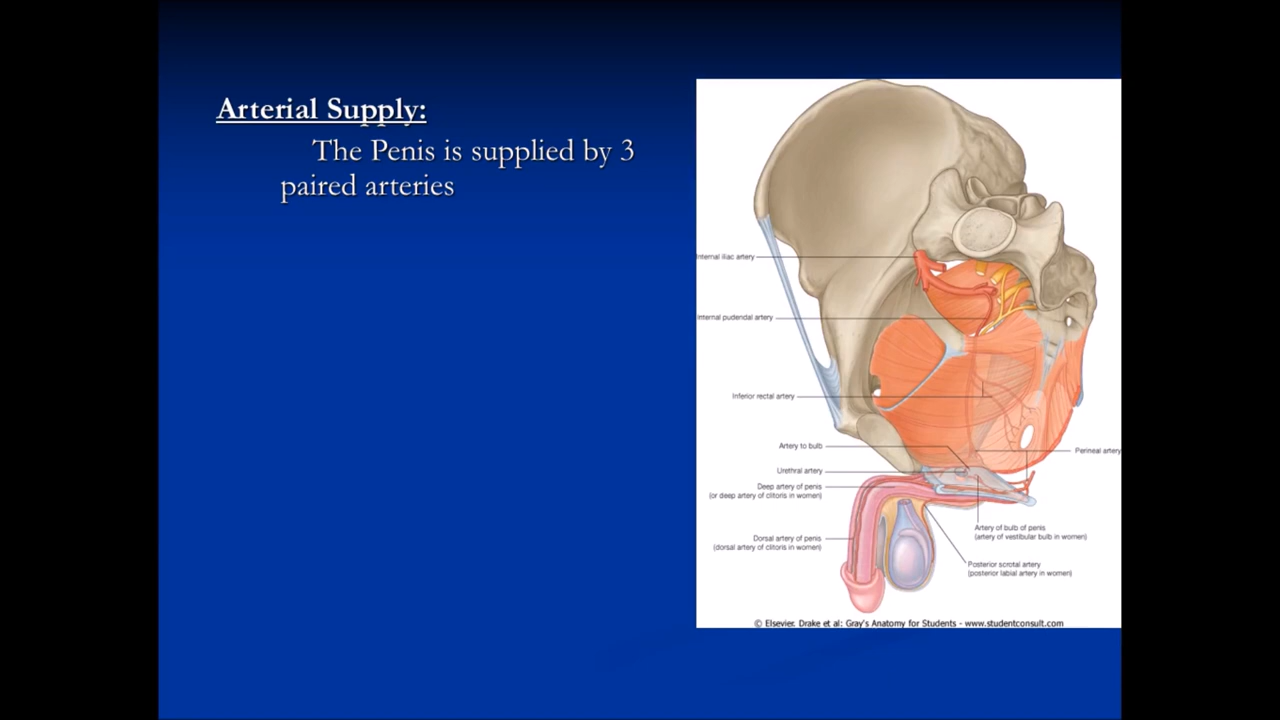 Arterial Supply:
The Penis is supplied by 3
paired arteries
Internal iliac artery
Internal pudendal artery
Inferior rectal artery
Artery to bulb
Perineal artery
Urethral artery
Deep artery of penis
(or deep artery of clitoris in women)
Artery of bulb of penis
(artery of vestibular bulb in women)
Dorsal artery of penis
(dorsal artery of clitoris in women)
Posterior scrotal artery
(posterior labial artery in women)
© Elsevier. Drake et al: Gray's Anatomy for Students - www.studentconsult.com